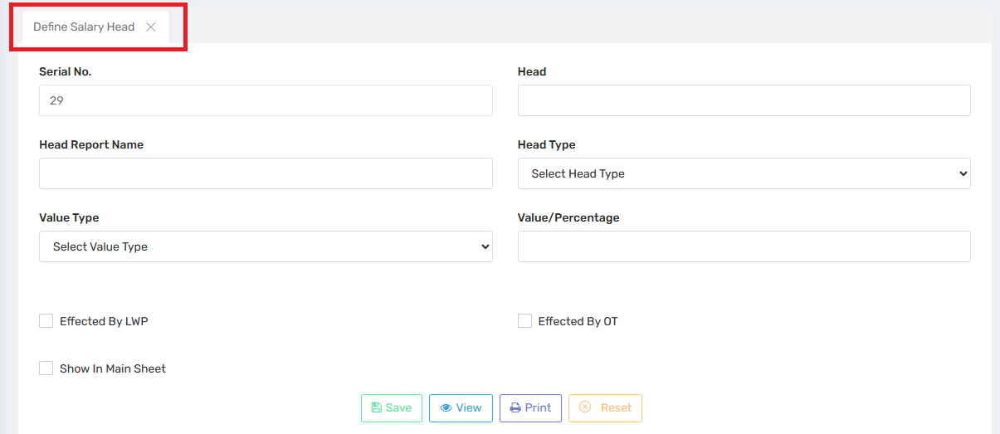 Define Salary Head
Serial No.
Head
29
Head Report Name
Head Type
Select Head Type
Value Type
Value/Percentage
Select Value Type
Effected By LWP
Effected By OT
Show In Main Sheet
Save View Print Reset